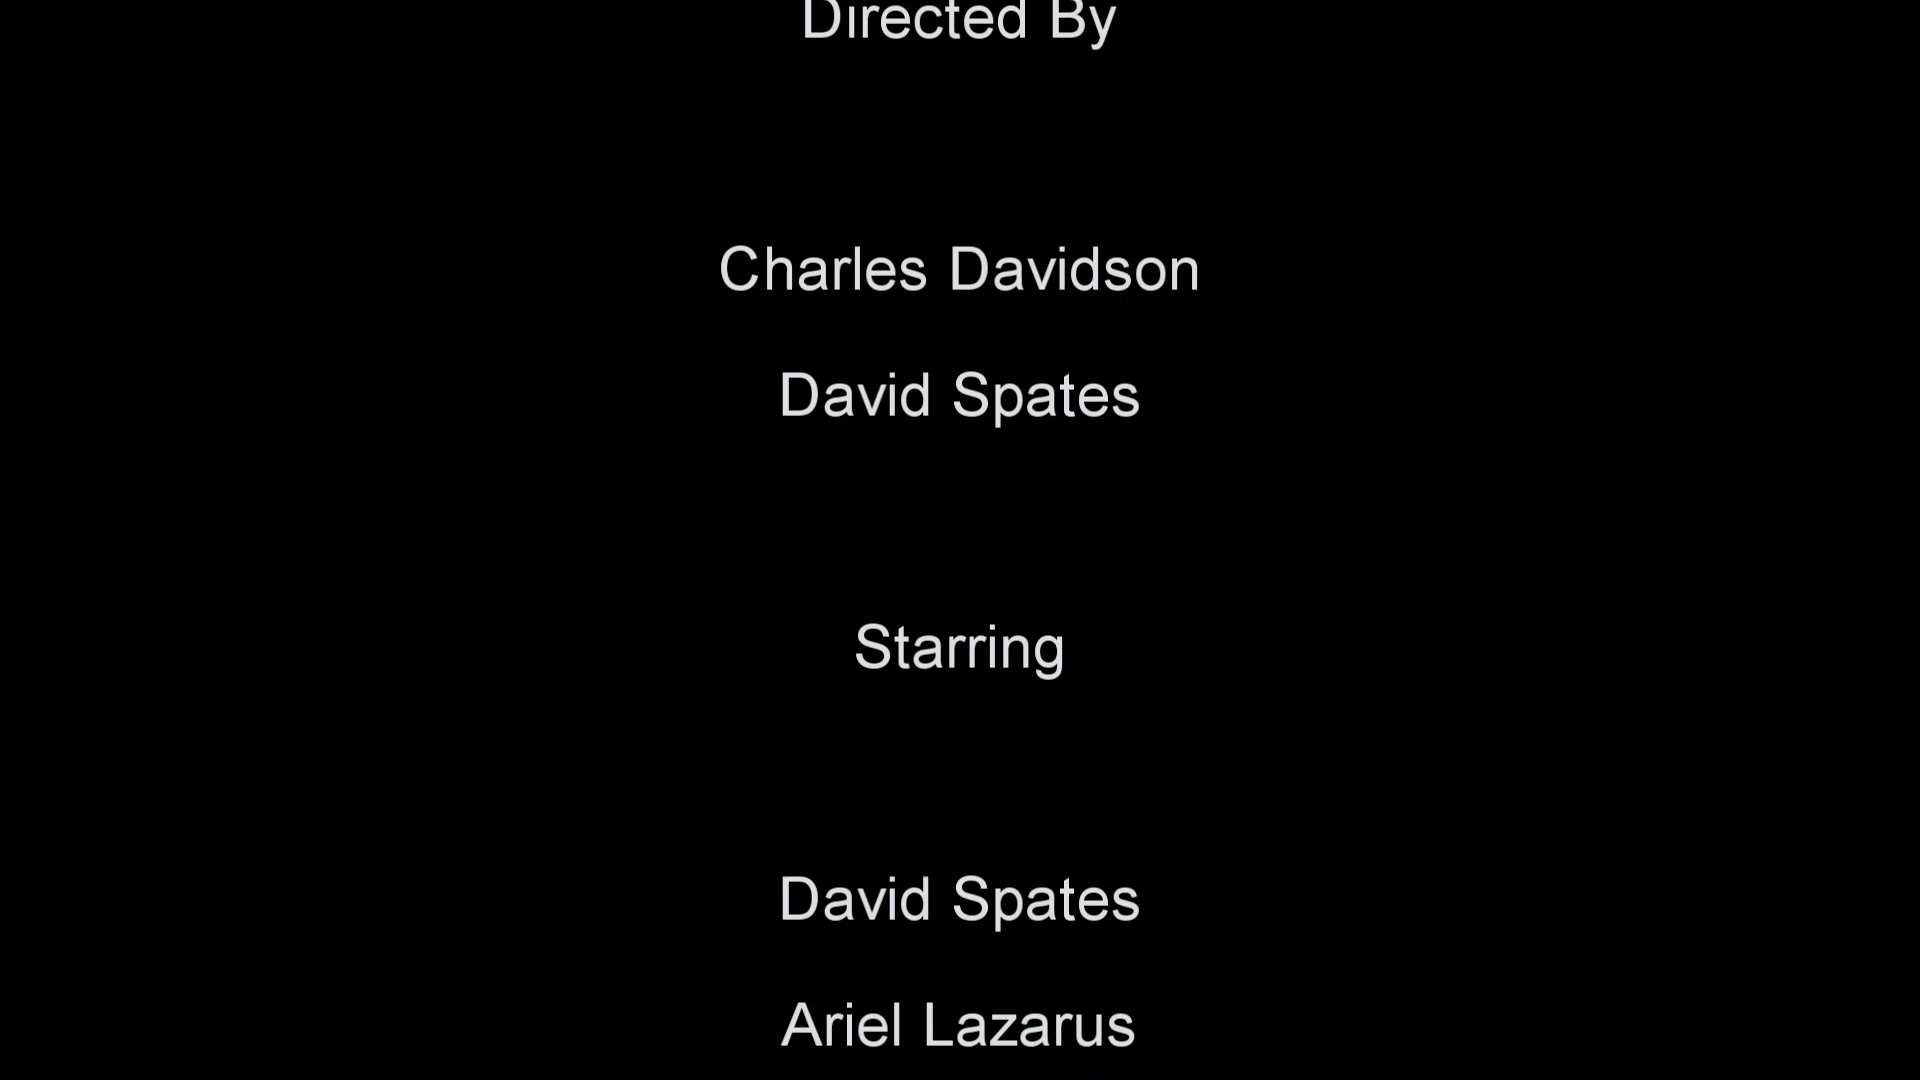 Directed By
Charles Davidson
David Spates
Starring
David Spates
Ariel Lazarus